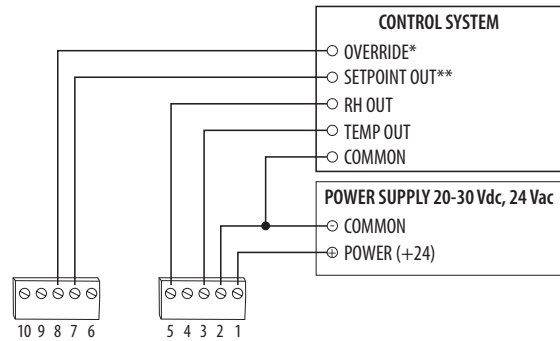 CONTROL SYSTEM
OVERRIDE*
SETPOINT OUT**
RH OUT
TEMP OUT
COMMON
POWER SUPPLY 20-30 Vdc, 24 Vac
- COMMON
+ POWER (+24)
10 9 8 7 6
5 4 3 2 1